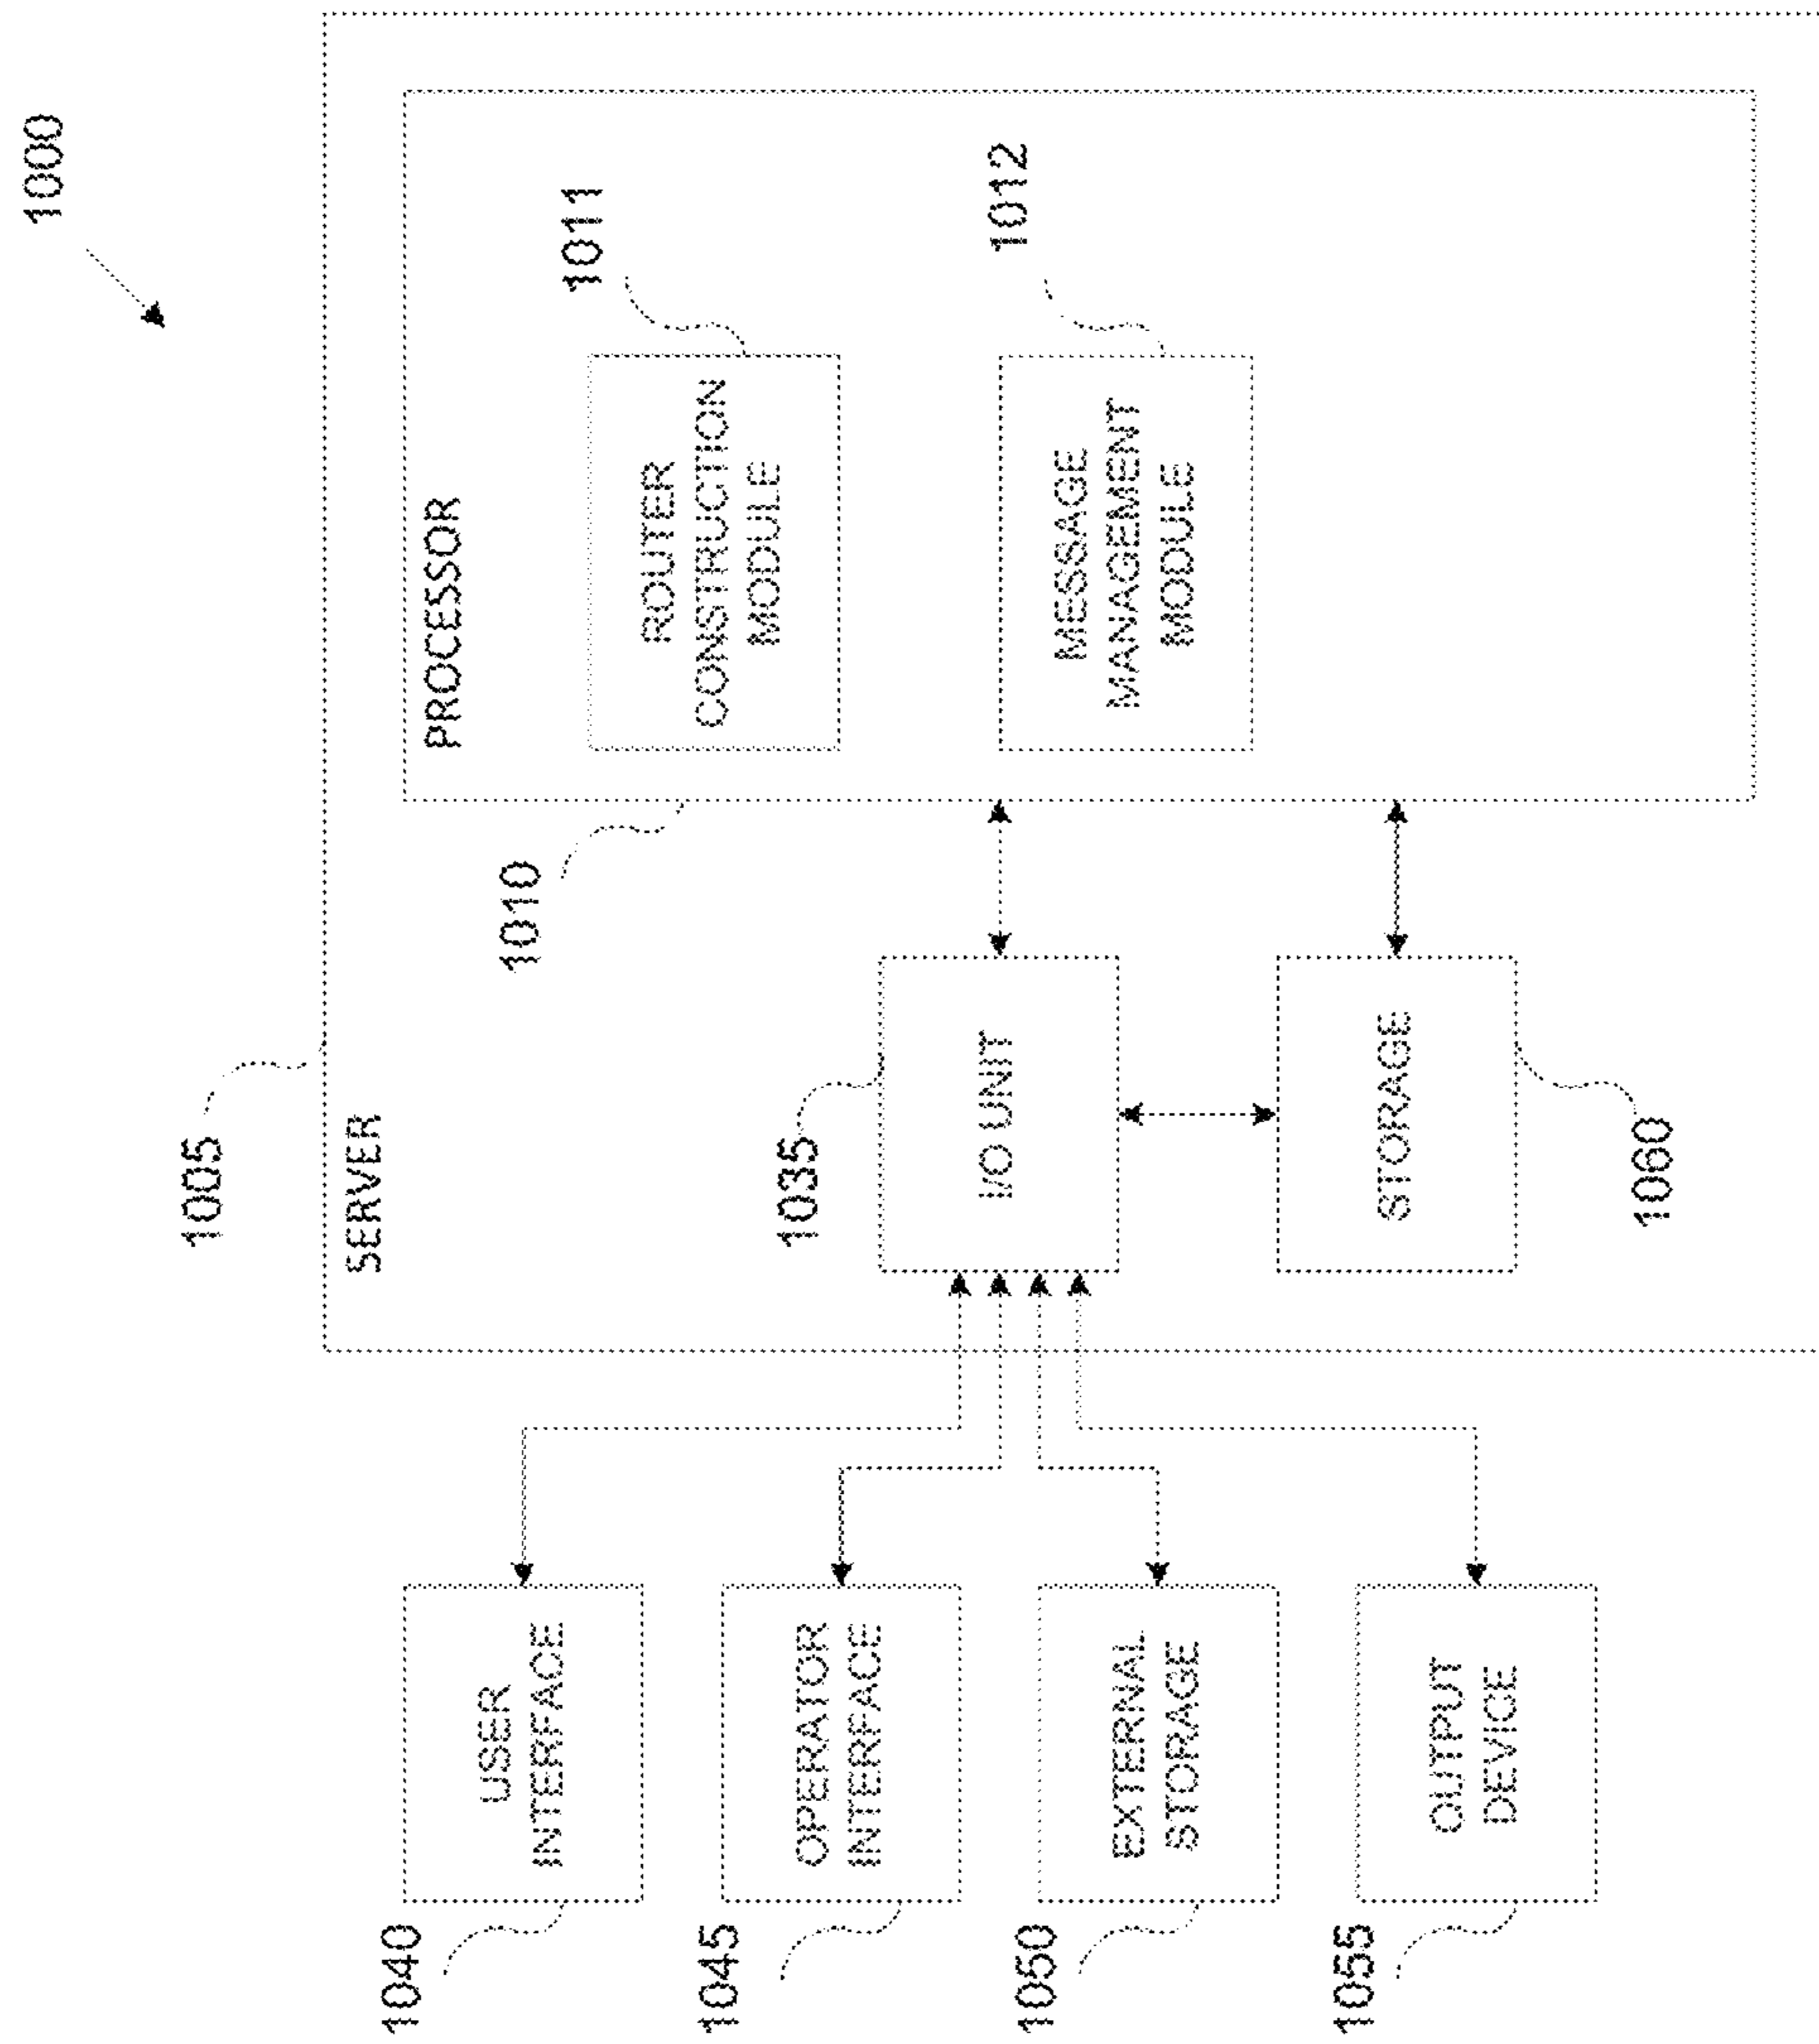 1000
1005
SERVER
1010
PROCESSOR
1011
ROUTER
CONSTRUCTION
MODULE
1012
MESSAGE
MANAGEMENT
MODULE
1035
I/O UNIT
STORAGE
1060
1040
USER
INTERFACE
1045
OPERATOR
INTERFACE
1050
EXTERNAL
STORAGE
1055
OUTPUT
DEVICE